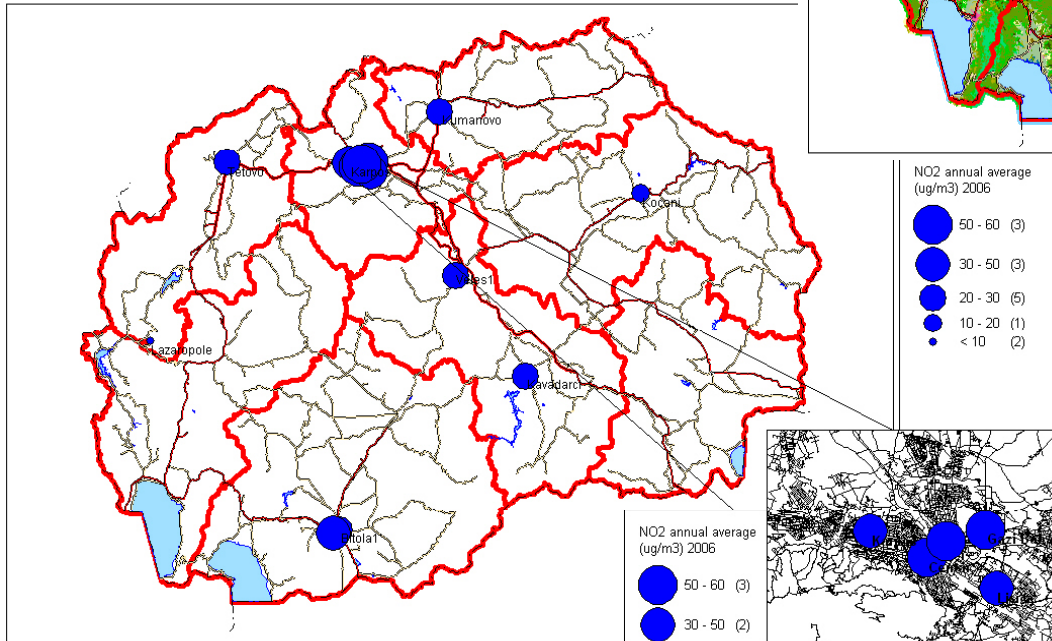 Kumanovo
Tetovo
Karpos
Kocani
Veles1
Lazaropole
Kavadarci
Bitola1
NO2 annual average
(ug/m3) 2006
50 - 60 (3)
30 - 50 (3)
20 - 30 (5)
10 - 20 (1)
< 10 (2)
NO2 annual average
(ug/m3) 2006
50 - 60 (3)
30 - 50 (2)